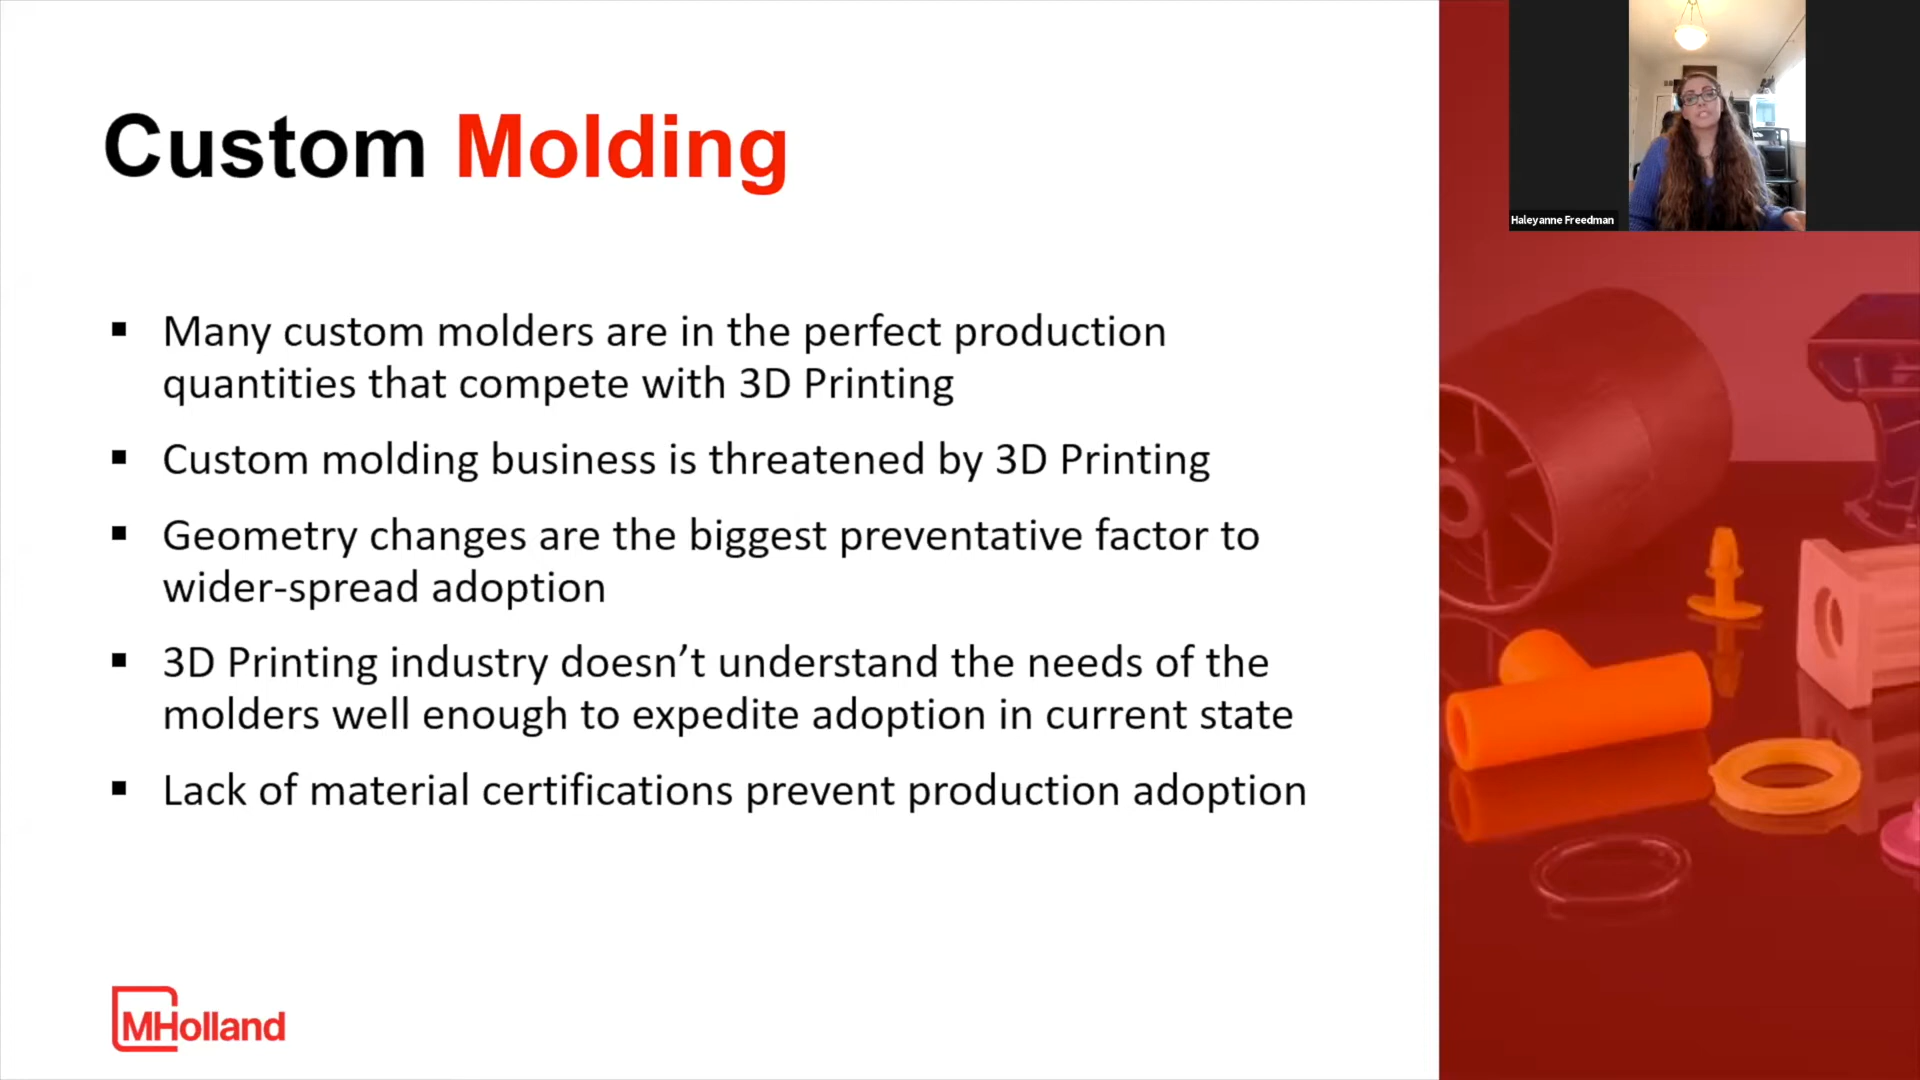 Custom Molding
Haleyanne Freedman
▪ Many custom molders are in the perfect production
quantities that compete with 3D Printing
▪ Custom molding business is threatened by 3D Printing
▪ Geometry changes are the biggest preventative factor to
wider-spread adoption
▪ 3D Printing industry doesn’t understand the needs of the
molders well enough to expedite adoption in current state
▪ Lack of material certifications prevent production adoption
MHolland